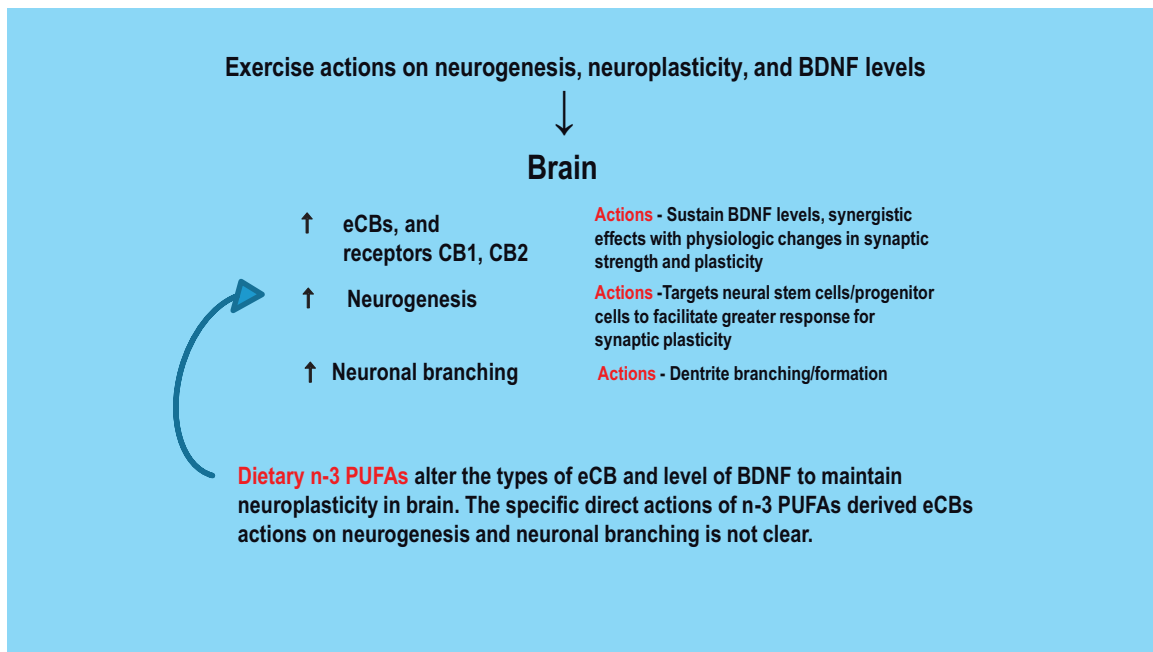 Exercise actions on neurogenesis, neuroplasticity, and BDNF levels
↓
Brain
↑ eCBs, and
receptors CB1, CB2
Actions - Sustain BDNF levels, synergistic
effects with physiologic changes in synaptic
strength and plasticity
↑ Neurogenesis
Actions -Targets neural stem cells/progenitor
cells to facilitate greater response for
synaptic plasticity
↑ Neuronal branching
Actions - Dentrite branching/formation
Dietary n-3 PUFAs alter the types of eCB and level of BDNF to maintain
neuroplasticity in brain. The specific direct actions of n-3 PUFAs derived eCBs
actions on neurogenesis and neuronal branching is not clear.